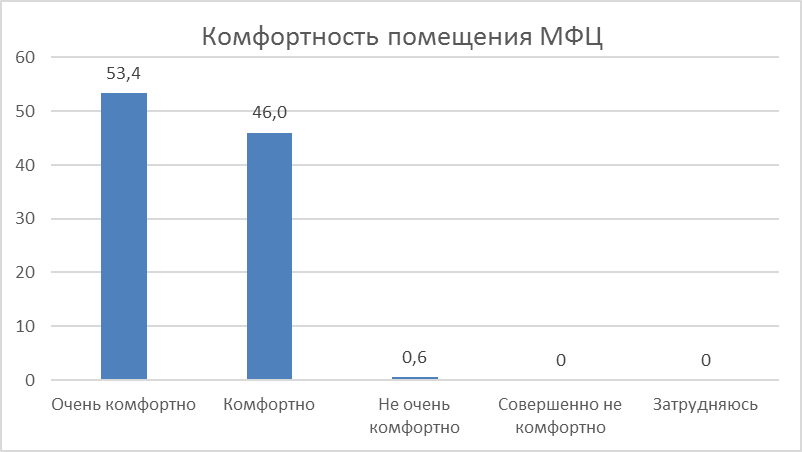 Комфортность помещения МФЦ
60
50
40
30
20
10
0
53,4
46,0
0,6
0
0
Очень комфортно
Комфортно
Не очень
комфортно
Совершенно не
комфортно
Затрудняюсь